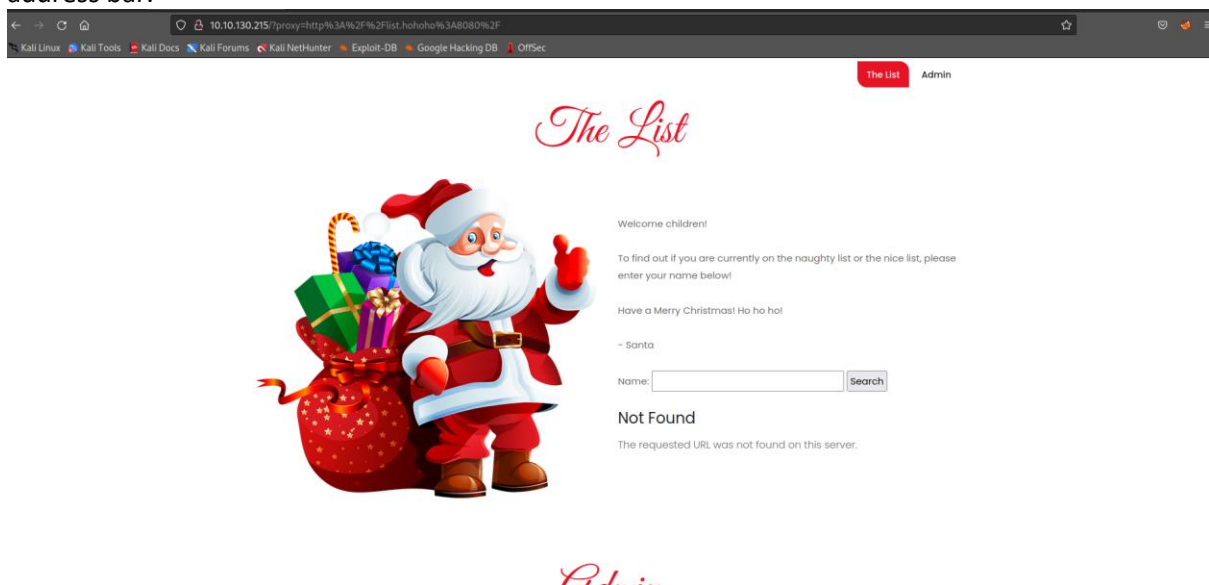 address bar.
10.10.130.215/?proxy=http%3A%2F%2Flist.hohoho%3A8080%2F
Kali Linux Kali Tools Kali Docs Kali Forums Kali NetHunter Exploit-DB Google Hacking DB OffSec
The List Admin
The List
Welcome children!
To find out if you are currently on the naughty list or the nice list, please
enter your name below!
Have a Merry Christmas! Ho ho ho!
- Santa
Name: Search
Not Found
The requested URL was not found on this server.
Admin